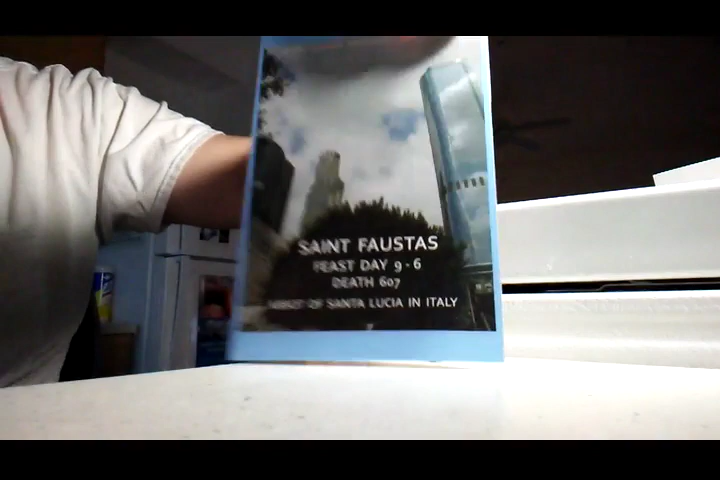 SAINT FAUSTAS
FEAST DAY 9-6
DEATH 607
ABBOT OF SANTA LUCIA IN ITALY